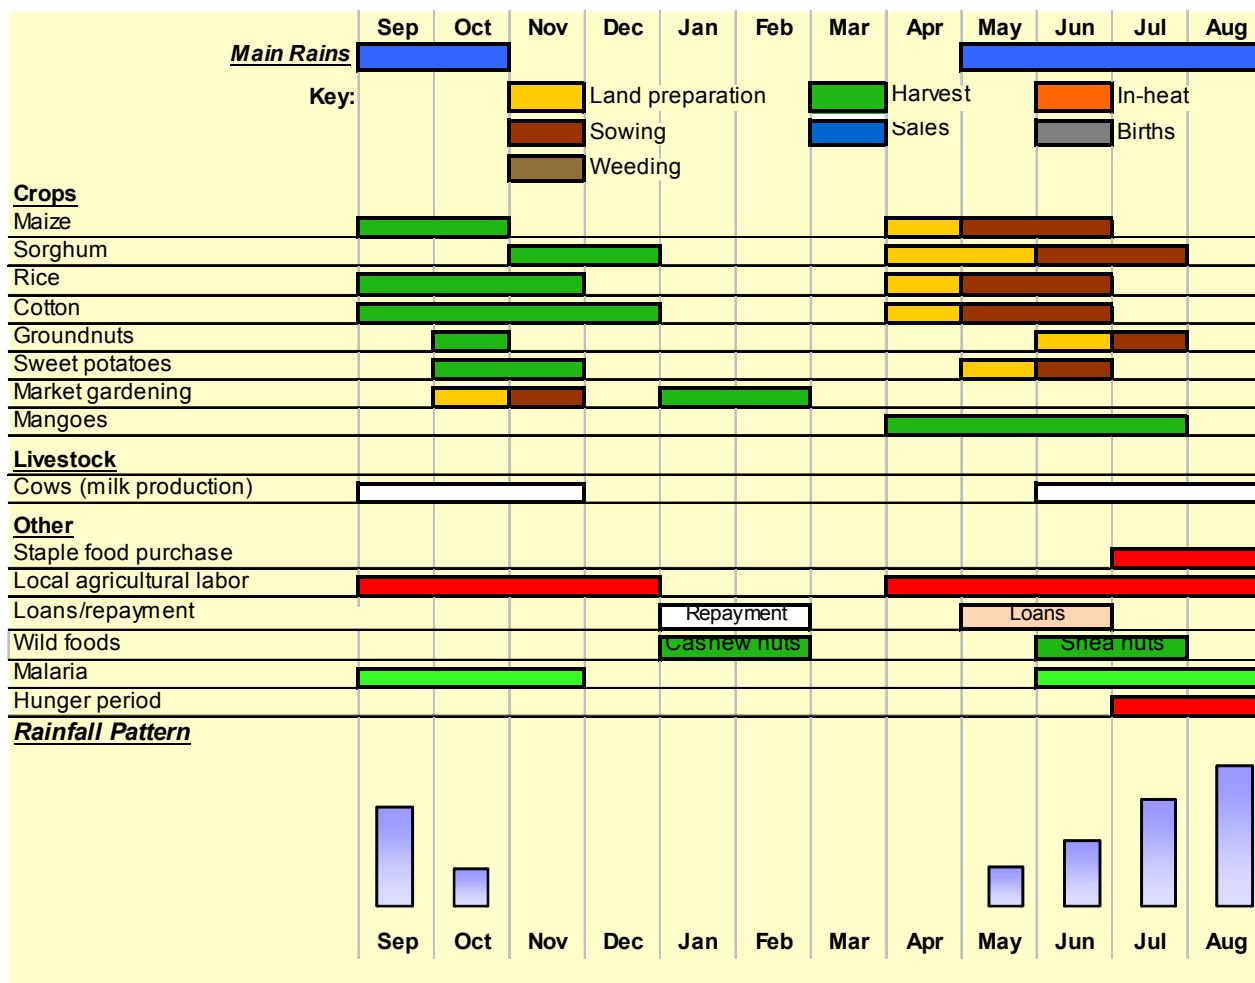 Sep Oct Nov Dec Jan Feb Mar Apr May Jun Jul Aug
Main Rains
Key: Land preparation Harvest In-heat
Sowing Sales Births
Weeding
Crops
Maize
Sorghum
Rice
Cotton
Groundnuts
Sweet potatoes
Market gardening
Mangoes
Livestock
Cows (milk production)
Other
Staple food purchase
Local agricultural labor
Loans/repayment Repayment Loans
Wild foods Cashew nuts Shea nuts
Malaria
Hunger period
Rainfall Pattern
Sep Oct Nov Dec Jan Feb Mar Apr May Jun Jul Aug